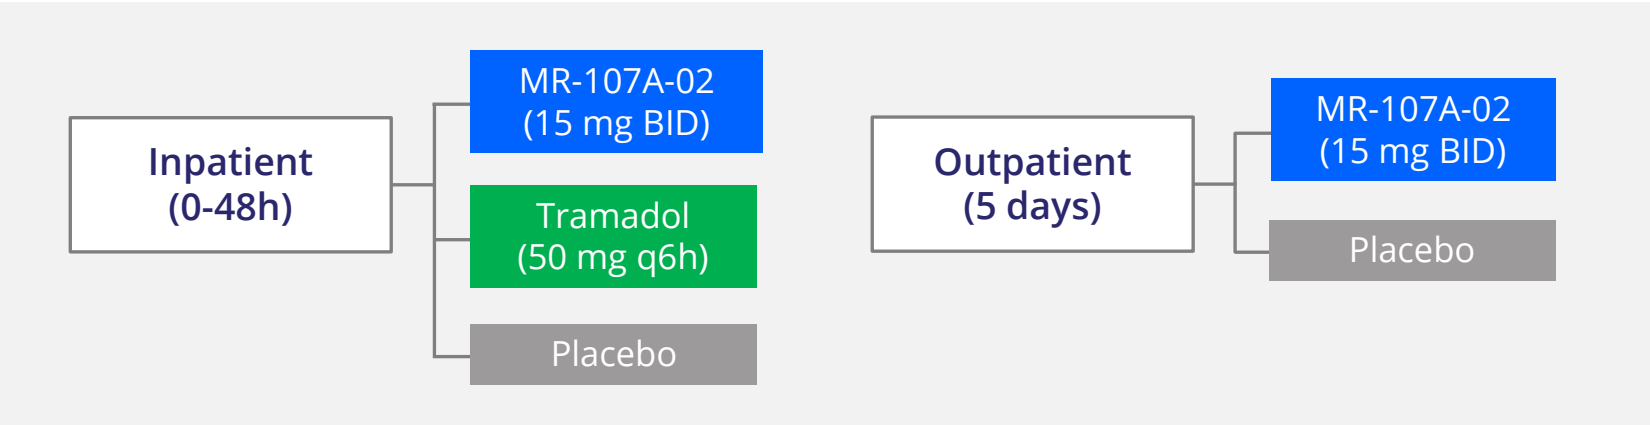 Inpatient
(0-48h)
MR-107A-02
(15 mg BID)
Tramadol
(50 mg q6h)
Placebo
Outpatient
(5 days)
MR-107A-02
(15 mg BID)
Placebo